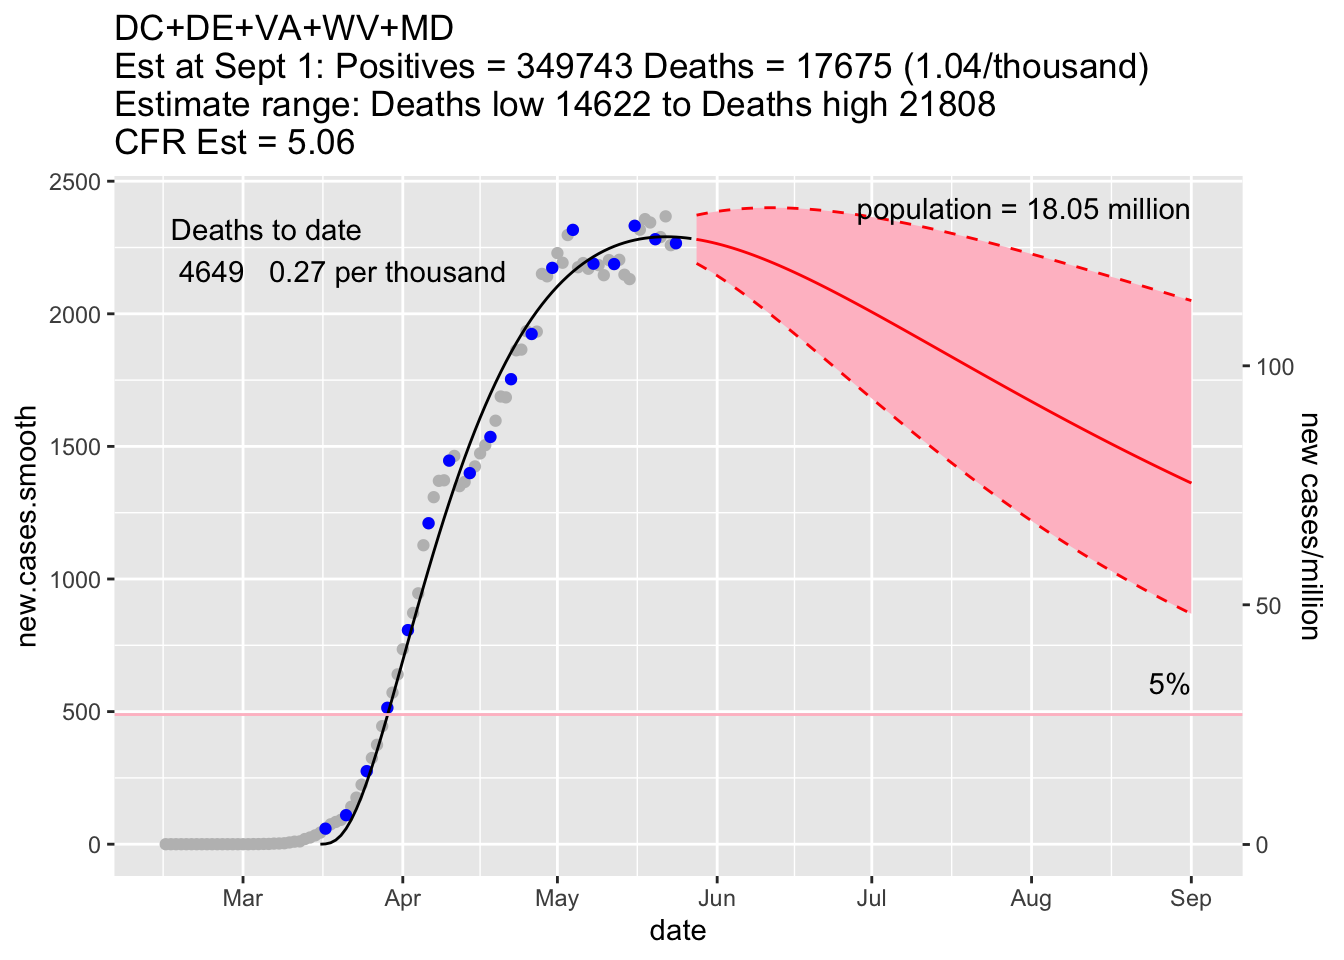 DC+DE+VA+WV+MD
Est at Sept 1: Positives = 349743 Deaths = 17675 (1.04/thousand)
Estimate range: Deaths low 14622 to Deaths high 21808
CFR Est = 5.06
2500
Deaths to date
4649 0.27 per thousand
population = 18.05 million
2000
1500
1000
500
0
new.cases.smooth
100
50
0
new cases/million
5%
Mar Apr May Jun Jul Aug Sep
date